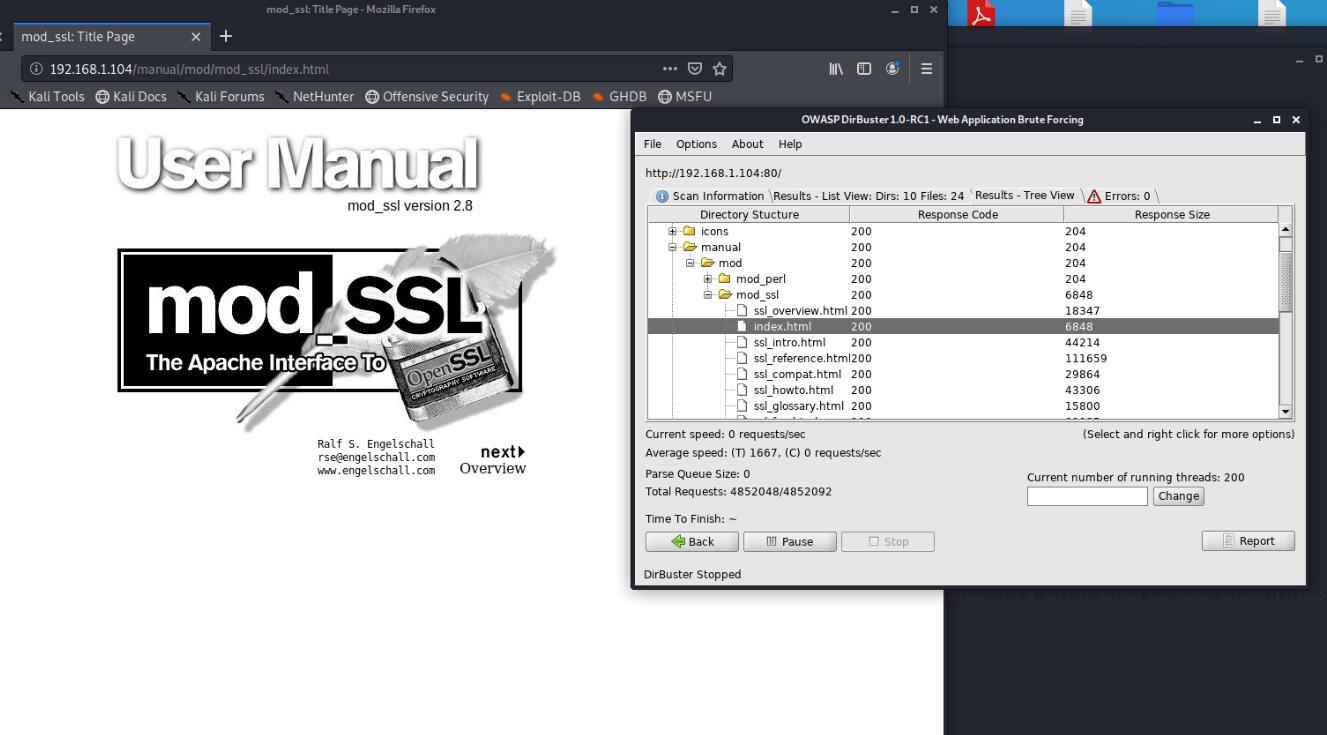 mod_ssl: Title Page - Mozilla Firefox
mod_ssl: Title Page
192.168.1.104/manual/mod/mod_ssl/index.html
Kali Tools Kali Docs Kali Forums NetHunter Offensive Security Exploit-DB GHDB MSFU
User Manual
mod_ssl version 2.8
mod_SSL
The Apache Interface To
OpenSSL
CRYPTOGRAPHY SOFTWARE
Ralf S. Engelschall
rse@engelschall.com
www.engelschall.com
next
Overview
OWASP DirBuster 1.0-RC1 - Web Application Brute Forcing
File Options About Help
http://192.168.1.104:80/
Scan Information Results - List View: Dirs: 10 Files: 24 Results - Tree View Errors: 0
Directory Stucture Response Code Response Size
icons 200 204
manual 200 204
mod 200 204
mod_perl 200 204
mod_ssl 200 6848
ssl_overview.html 200 18347
index.html 200 6848
ssl_intro.html 200 44214
ssl_reference.html 200 111659
ssl_compat.html 200 29864
ssl_howto.html 200 43306
ssl_glossary.html 200 15800
Current speed: 0 requests/sec (Select and right click for more options)
Average speed: (T) 1667, (C) 0 requests/sec
Parse Queue Size: 0
Current number of running threads: 200
Total Requests: 4852048/4852092
Change
Time To Finish: ~
Back Pause Stop Report
DirBuster Stopped